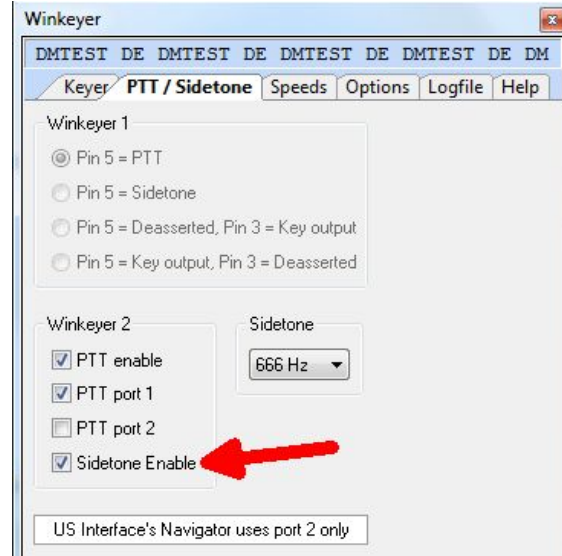 Winkeyer
DMTEST DE DMTEST DE DMTEST DE DMTEST DE DM
Keyer PTT / Sidetone Speeds Options Logfile Help
Winkeyer 1
Pin 5 = PTT
Pin 5 = Sidetone
Pin 5 = Deasserted, Pin 3 = Key output
Pin 5 = Key output, Pin 3 = Deasserted
Winkeyer 2
PTT enable
PTT port 1
PTT port 2
Sidetone Enable
Sidetone
666 Hz
US Interface's Navigator uses port 2 only